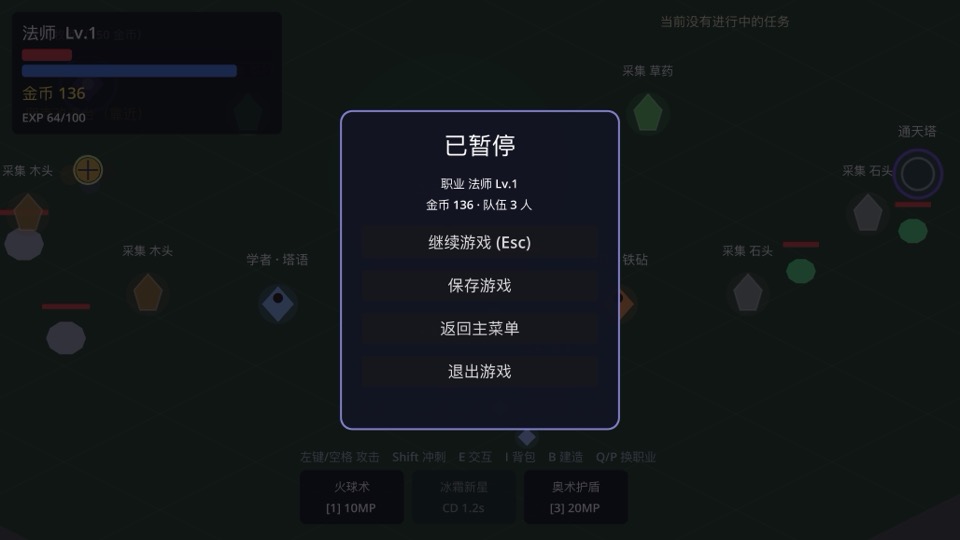 法师 Lv.1
金币 136
EXP 64/100
当前没有进行中的任务
采集 草药
通天塔
采集 木头
采集 石头
采集 木头
学者 · 塔语
铁砧
采集 石头
已暂停
职业 法师 Lv.1
金币 136 · 队伍 3 人
继续游戏 (Esc)
保存游戏
返回主菜单
退出游戏
左键/空格 攻击 Shift 冲刺 E 交互 I 背包 B 建造 Q/P 换职业
火球术
[1] 10MP
冰霜新星
CD 1.2s
奥术护盾
[3] 20MP